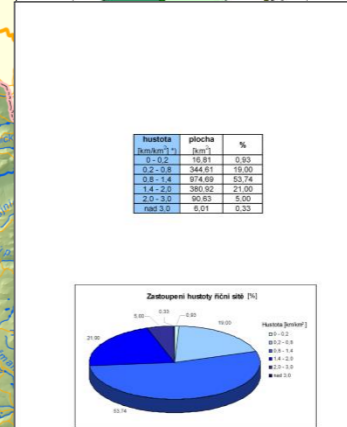 hustota plocha %
[km/km²] *) [km²]
0 - 0,2 16,81 0,93
0,2 - 0,8 344,61 19,00
0,8 - 1,4 974,69 53,74
1,4 - 2,0 380,92 21,00
2,0 - 3,0 90,63 5,00
nad 3,0 6,01 0,33
Zastoupení hustoty říční sítě [%]
0,33
5,00 0,93
21,00 19,00
53,74
Hustota [km/km²]
0 - 0,2
0,2 - 0,8
0,8 - 1,4
1,4 - 2,0
2,0 - 3,0
nad 3,0